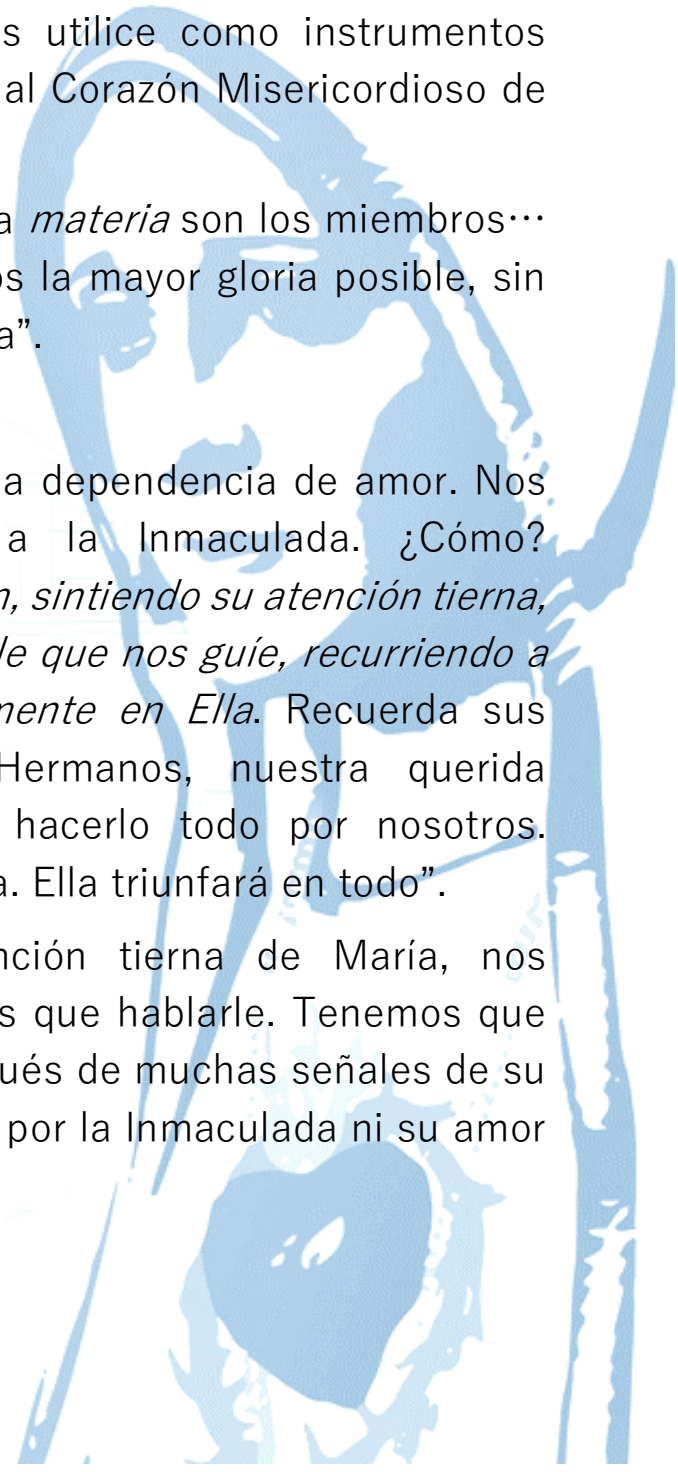 s utilice como instrumentos
al Corazón Misericordioso de
a materia son los miembros…
os la mayor gloria posible, sin
a”.
a dependencia de amor. Nos
a la Inmaculada. ¿Cómo?
n, sintiendo su atención tierna,
le que nos guíe, recurriendo a
mente en Ella. Recuerda sus
Hermanos, nuestra querida
hacerlo todo por nosotros.
a. Ella triunfará en todo”.
nción tierna de María, nos
s que hablarle. Tenemos que
ués de muchas señales de su
por la Inmaculada ni su amor